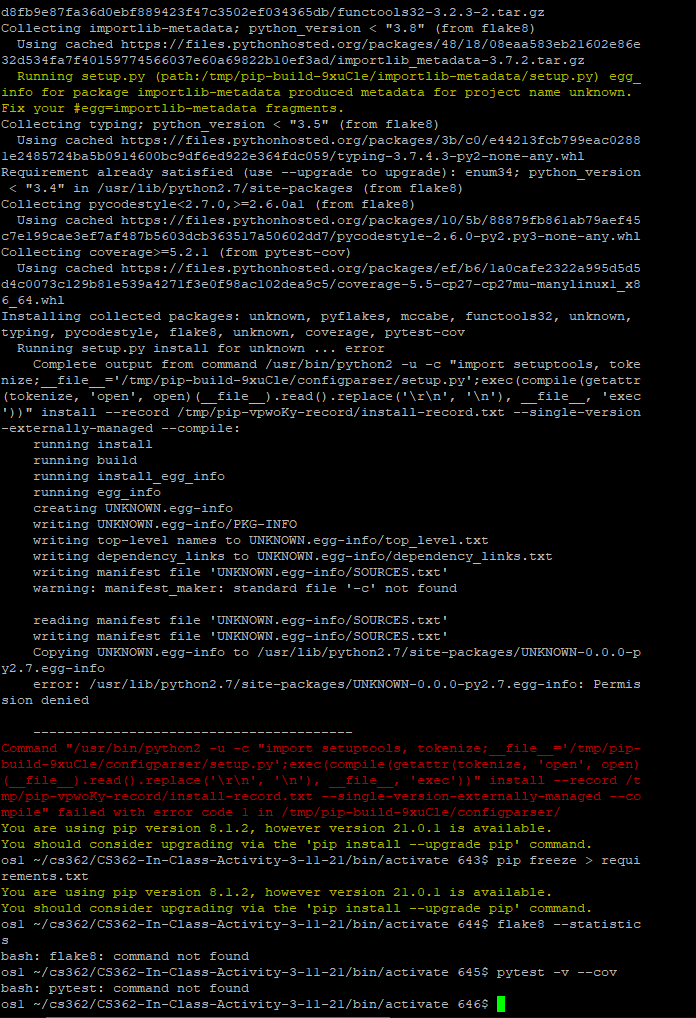 d8fb9e87fa36d0ebf889423f47c3502ef034365db/functools32-3.2.3-2.tar.gz
Collecting importlib-metadata; python_version < "3.8" (from flake8)
  Using cached https://files.pythonhosted.org/packages/48/18/08eaa583eb21602e86e
32d534fa7f40159774566037e60a69822b10ef3ad/importlib_metadata-3.7.2.tar.gz
  Running setup.py (path:/tmp/pip-build-9xuCle/importlib-metadata/setup.py) egg_
info for package importlib-metadata produced metadata for project name unknown.
Fix your #egg=importlib-metadata fragments.
Collecting typing; python_version < "3.5" (from flake8)
  Using cached https://files.pythonhosted.org/packages/3b/c0/e44213fcb799eac0288
1e2485724ba5b0914600bc9df6ed922e364fdc059/typing-3.7.4.3-py2-none-any.whl
Requirement already satisfied (use --upgrade to upgrade): enum34; python_version
 < "3.4" in /usr/lib/python2.7/site-packages (from flake8)
Collecting pycodestyle<2.7.0,>=2.6.0a1 (from flake8)
  Using cached https://files.pythonhosted.org/packages/10/5b/88879fb861ab79aef45
c7e199cae3ef7af487b5603dcb363517a50602dd7/pycodestyle-2.6.0-py2.py3-none-any.whl
Collecting coverage>=5.2.1 (from pytest-cov)
  Using cached https://files.pythonhosted.org/packages/ef/b6/1a0cafe2322a995d5d5
d4c0073c129b81e539a4271f3e0f98ac102dea9c5/coverage-5.5-cp27-cp27mu-manylinux1_x8
6_64.whl
Installing collected packages: unknown, pyflakes, mccabe, functools32, unknown,
typing, pycodestyle, flake8, unknown, coverage, pytest-cov
  Running setup.py install for unknown ... error
    Complete output from command /usr/bin/python2 -u -c "import setuptools, toke
nize;__file__='/tmp/pip-build-9xuCle/configparser/setup.py';exec(compile(getattr
(tokenize, 'open', open)(__file__).read().replace('\r\n', '\n'), __file__, 'exec
'))" install --record /tmp/pip-vpwoKy-record/install-record.txt --single-version
-externally-managed --compile:
    running install
    running build
    running install_egg_info
    running egg_info
    creating UNKNOWN.egg-info
    writing UNKNOWN.egg-info/PKG-INFO
    writing top-level names to UNKNOWN.egg-info/top_level.txt
    writing dependency_links to UNKNOWN.egg-info/dependency_links.txt
    writing manifest file 'UNKNOWN.egg-info/SOURCES.txt'
    warning: manifest_maker: standard file '-c' not found

    reading manifest file 'UNKNOWN.egg-info/SOURCES.txt'
    writing manifest file 'UNKNOWN.egg-info/SOURCES.txt'
    Copying UNKNOWN.egg-info to /usr/lib/python2.7/site-packages/UNKNOWN-0.0.0-p
y2.7.egg-info
    error: /usr/lib/python2.7/site-packages/UNKNOWN-0.0.0-py2.7.egg-info: Permis
sion denied

    ----------------------------------------
Command "/usr/bin/python2 -u -c "import setuptools, tokenize;__file__='/tmp/pip-
build-9xuCle/configparser/setup.py';exec(compile(getattr(tokenize, 'open', open)
(__file__).read().replace('\r\n', '\n'), __file__, 'exec'))" install --record /t
mp/pip-vpwoKy-record/install-record.txt --single-version-externally-managed --co
mpile" failed with error code 1 in /tmp/pip-build-9xuCle/configparser/
You are using pip version 8.1.2, however version 21.0.1 is available.
You should consider upgrading via the 'pip install --upgrade pip' command.
os1 ~/cs362/CS362-In-Class-Activity-3-11-21/bin/activate 643$ pip freeze > requi
rements.txt
You are using pip version 8.1.2, however version 21.0.1 is available.
You should consider upgrading via the 'pip install --upgrade pip' command.
os1 ~/cs362/CS362-In-Class-Activity-3-11-21/bin/activate 644$ flake8 --statistic
s
bash: flake8: command not found
os1 ~/cs362/CS362-In-Class-Activity-3-11-21/bin/activate 645$ pytest -v --cov
bash: pytest: command not found
os1 ~/cs362/CS362-In-Class-Activity-3-11-21/bin/activate 646$